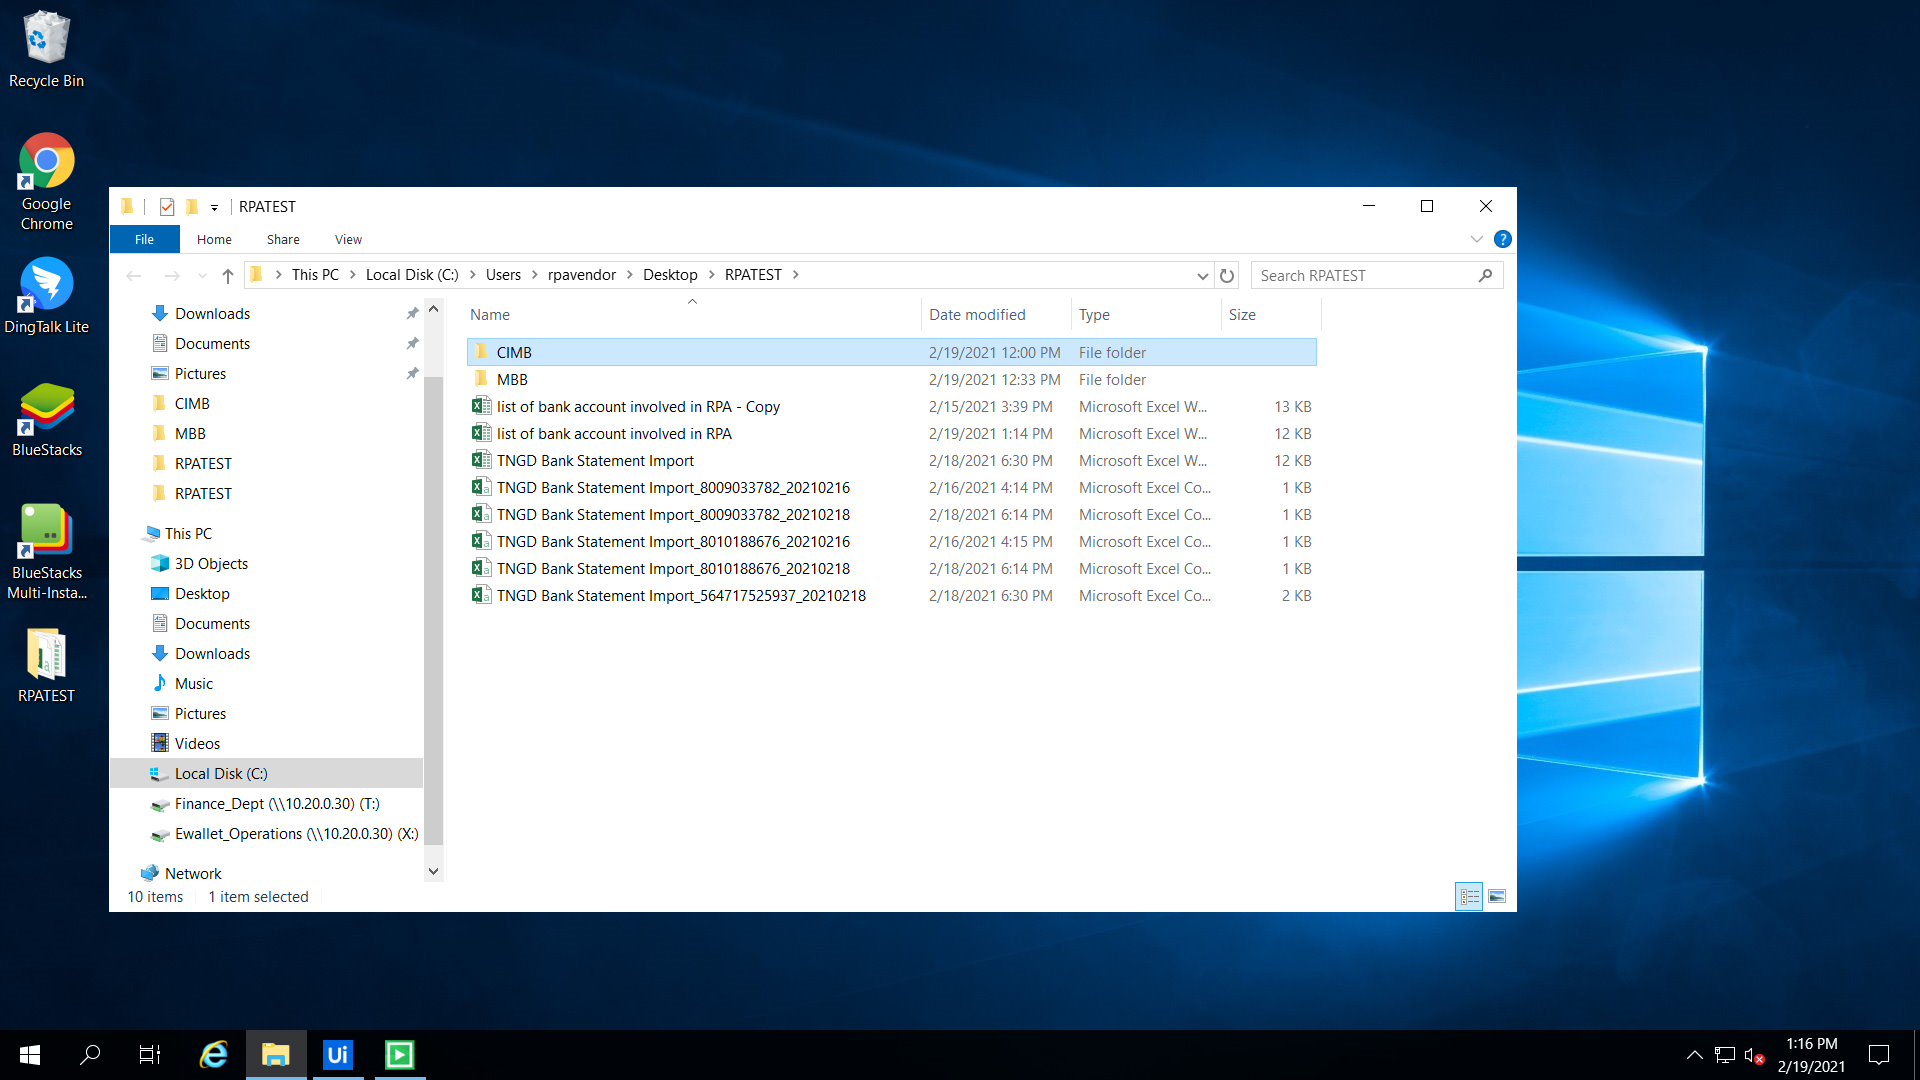 Recycle Bin
Google
Chrome
DingTalk Lite
BlueStacks
BlueStacks
Multi-Insta...
RPATEST
RPATEST
File
Home
Share
View
?
This PC
Local Disk (C:)
Users
rpavendor
Desktop
RPATEST
Search RPATEST
Downloads
Documents
Pictures
CIMB
MBB
RPATEST
RPATEST
This PC
3D Objects
Desktop
Documents
Downloads
Music
Pictures
Videos
Local Disk (C:)
Finance_Dept (\\10.20.0.30) (T:)
Ewallet_Operations (\\10.20.0.30) (X:)
Network
Name Date modified Type Size
CIMB 2/19/2021 12:00 PM File folder
MBB 2/19/2021 12:33 PM File folder
list of bank account involved in RPA - Copy 2/15/2021 3:39 PM Microsoft Excel W... 13 KB
list of bank account involved in RPA 2/19/2021 1:14 PM Microsoft Excel W... 12 KB
TNGD Bank Statement Import 2/18/2021 6:30 PM Microsoft Excel W... 12 KB
TNGD Bank Statement Import_8009033782_20210216 2/16/2021 4:14 PM Microsoft Excel Co... 1 KB
TNGD Bank Statement Import_8009033782_20210218 2/18/2021 6:14 PM Microsoft Excel Co... 1 KB
TNGD Bank Statement Import_8010188676_20210216 2/16/2021 4:15 PM Microsoft Excel Co... 1 KB
TNGD Bank Statement Import_8010188676_20210218 2/18/2021 6:14 PM Microsoft Excel Co... 1 KB
TNGD Bank Statement Import_564717525937_20210218 2/18/2021 6:30 PM Microsoft Excel Co... 2 KB
10 items 1 item selected
Ui
1:16 PM
2/19/2021